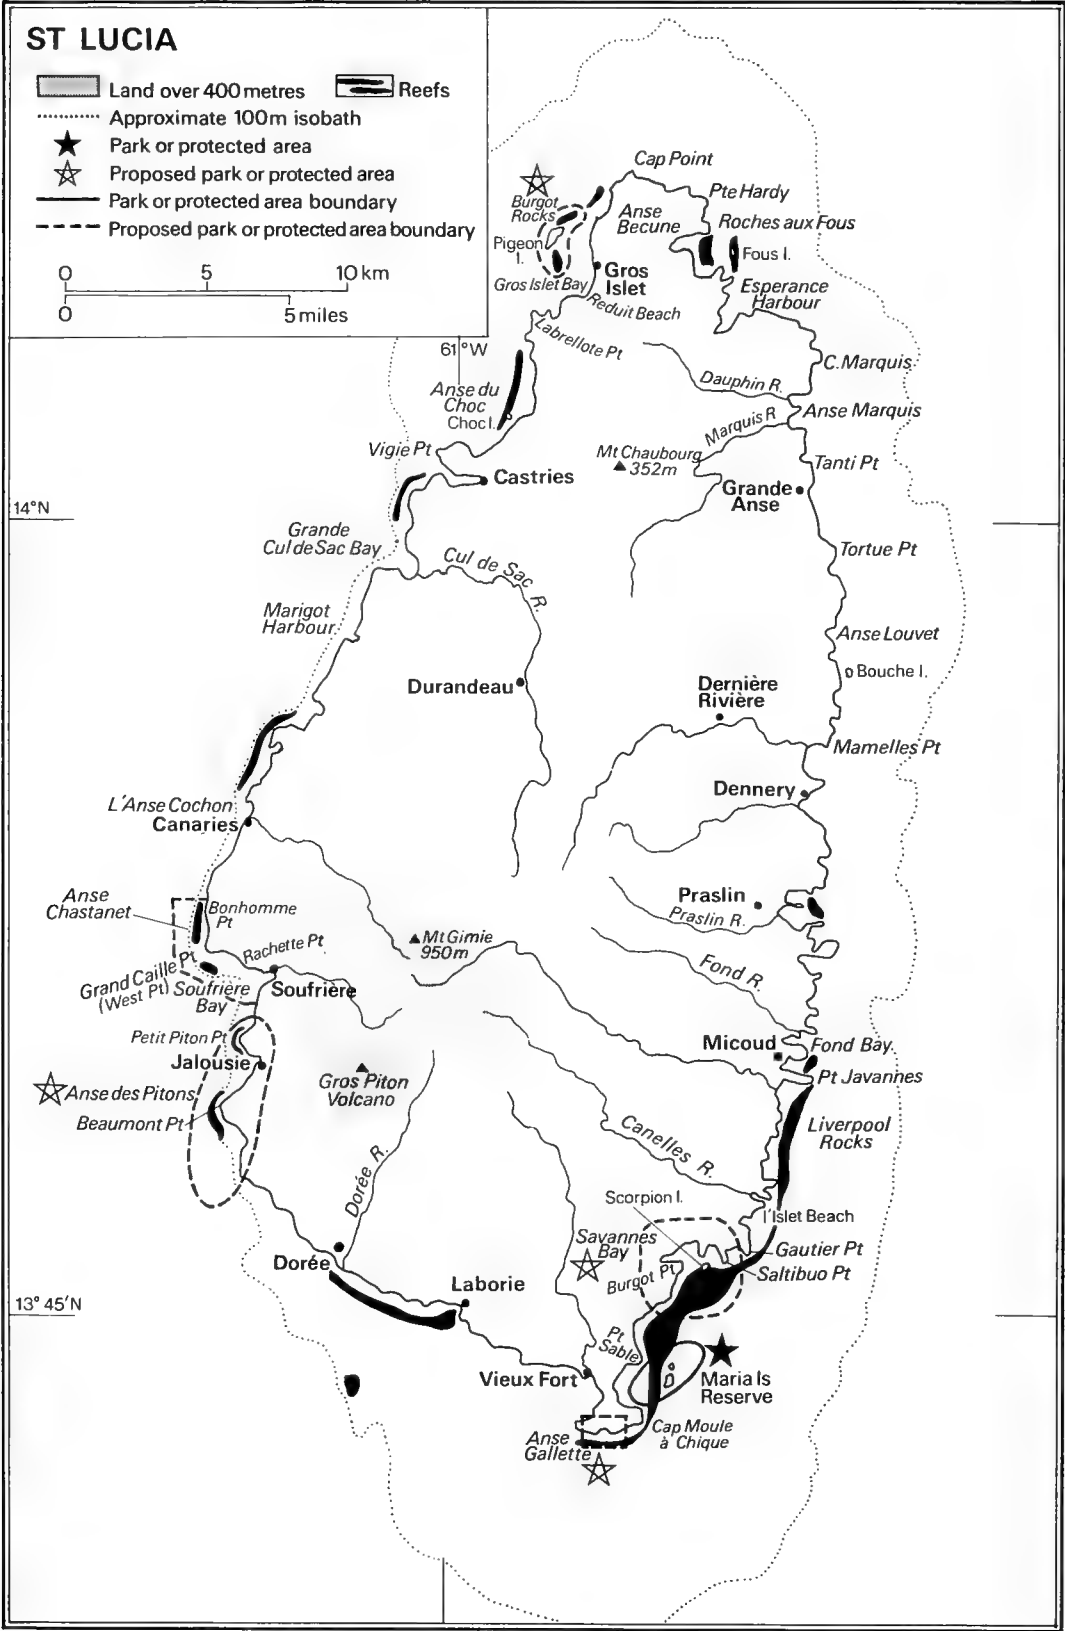 ST LUCIA
Land over 400 metres
Reefs
Approximate 100m isobath
Park or protected area
Proposed park or protected area
Park or protected area boundary
Proposed park or protected area boundary
0 5 10 km
0 5 miles
Cap Point
Pte Hardy
Burgot
Rocks
Anse
Becune
Roches aux Fous
Pigeon
I.
Fous I.
Gros
Islet
Gros Islet Bay
Esperance
Harbour
Reduit Beach
Labrellote Pt
61°W
C. Marquis
Dauphin R.
Anse du
Choc
Choc I.
Anse Marquis
Marquis R
Vigie Pt
Mt Chaubourg
352m
Tanti Pt
Castries
Grande
Anse
14°N
Grande
Cul de Sac Bay
Tortue Pt
Cul de Sac R.
Marigot
Harbour
Anse Louvet
Bouche I.
Durandeau
Dernière
Rivière
Mamelles Pt
Dennery
L'Anse Cochon
Canaries
Anse
Chastanet
Bonhomme
Pt
Praslin
Praslin R.
Mt Gimie
950m
Rachette Pt
Grand Caille Pt
(West Pt)
Soufrière
Bay
Soufrière
Fond R.
Petit Piton Pt
Micoud
Fond Bay
Jalousie
Pt Javannes
Gros Piton
Volcano
Anse des Pitons
Beaumont Pt
Liverpool
Rocks
Canelles R.
Dorée R.
Scorpion I.
l'Islet Beach
Savannes
Bay
Gautier Pt
Burgot Pt
Saltibuo Pt
Dorée
Laborie
13° 45'N
Pt
Sable
Vieux Fort
Maria Is
Reserve
Cap Moule
à Chique
Anse
Gallette